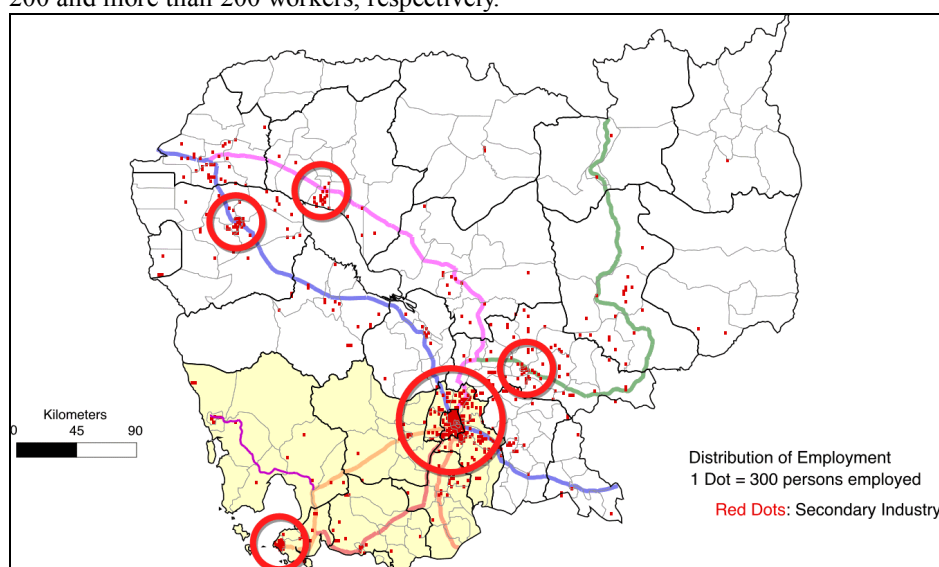 200 and more than 200 workers, respectively.
Kilometers
0 45 90
Distribution of Employment
1 Dot = 300 persons employed
Red Dots: Secondary Industry